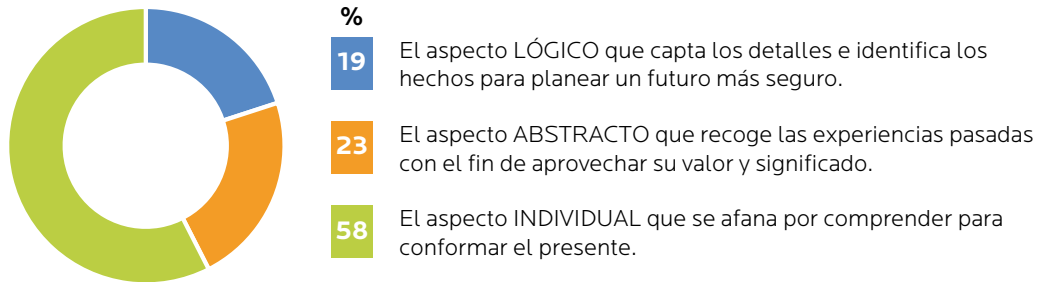 %
19
El aspecto LÓGICO que capta los detalles e identifica los
hechos para planear un futuro más seguro.
23
El aspecto ABSTRACTO que recoge las experiencias pasadas
con el fin de aprovechar su valor y significado.
58
El aspecto INDIVIDUAL que se afana por comprender para
conformar el presente.